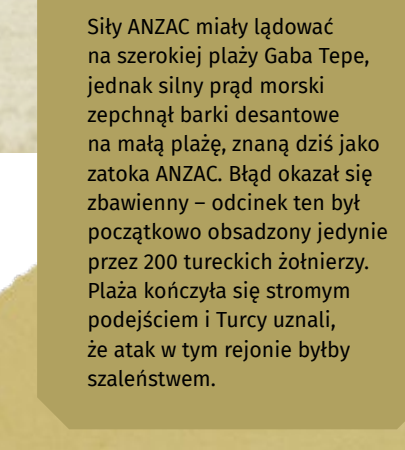 Siły ANZAC miały lądować
na szerokiej plaży Gaba Tepe,
jednak silny prąd morski
zepchnął barki desantowe
na małą plażę, znaną dziś jako
zatoka ANZAC. Błąd okazał się
zbawienny – odcinek ten był
początkowo obsadzony jedynie
przez 200 tureckich żołnierzy.
Plaża kończyła się stromym
podejściem i Turcy uznali,
że atak w tym rejonie byłby
szaleństwem.